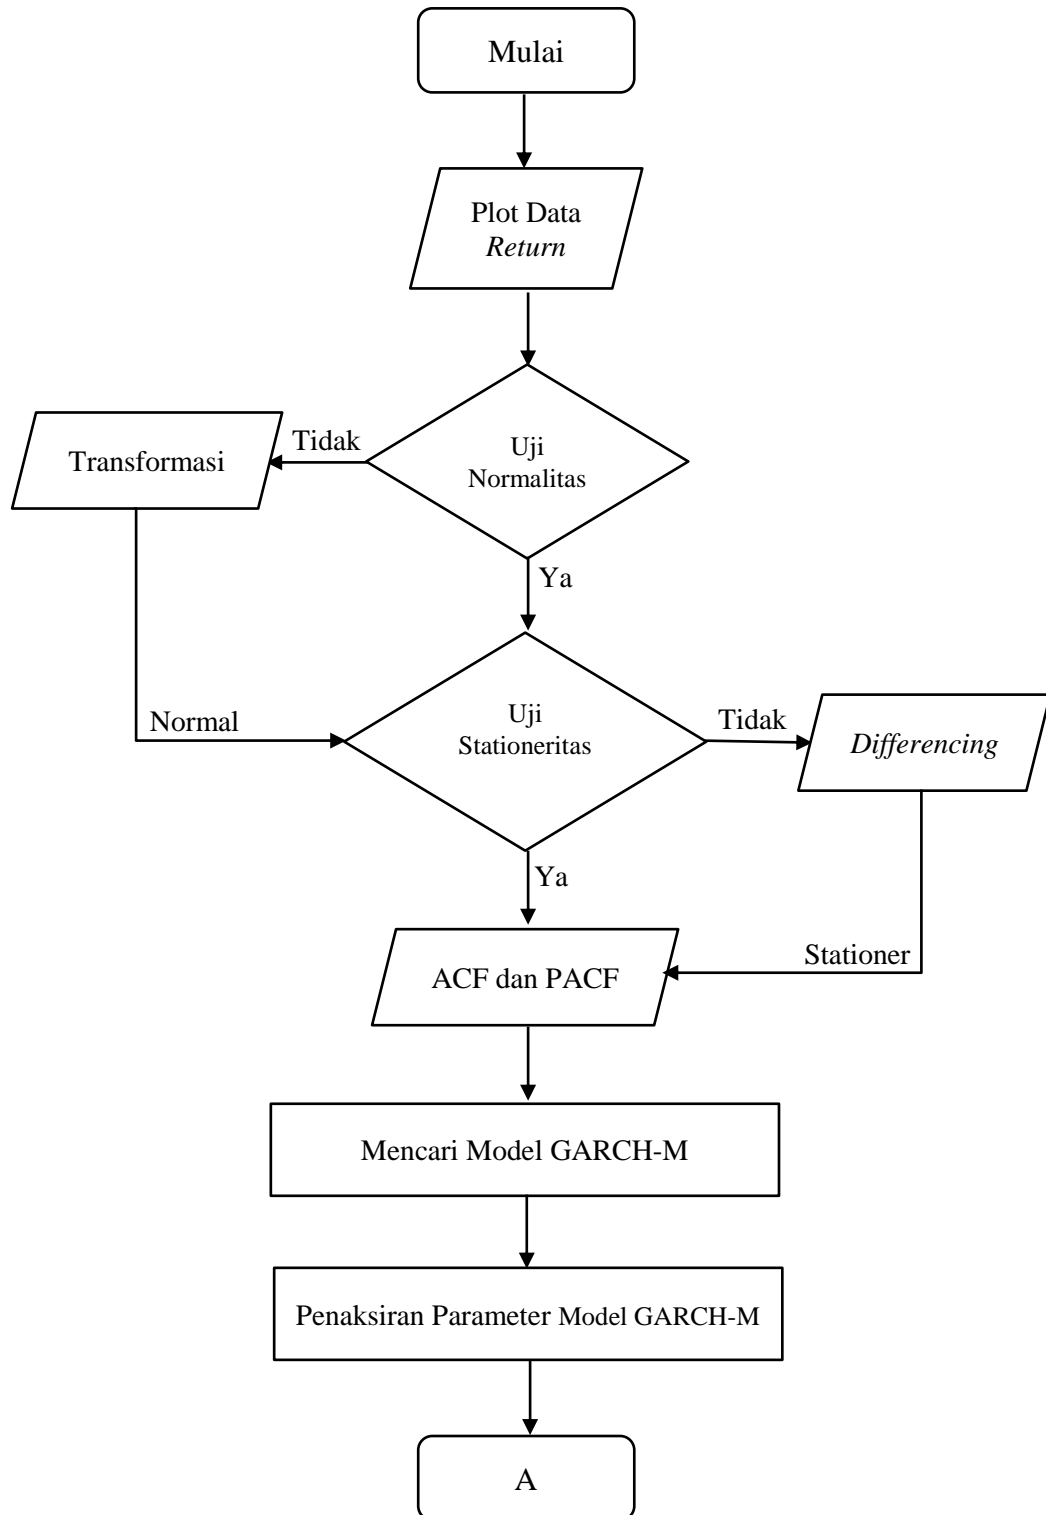 Mulai
Plot Data
Return
Tidak
Transformasi
Uji
Normalitas
Ya
Normal
Uji
Stationeritas
Tidak
Differencing
Ya
Stationer
ACF dan PACF
Mencari Model GARCH-M
Penaksiran Parameter Model GARCH-M
A